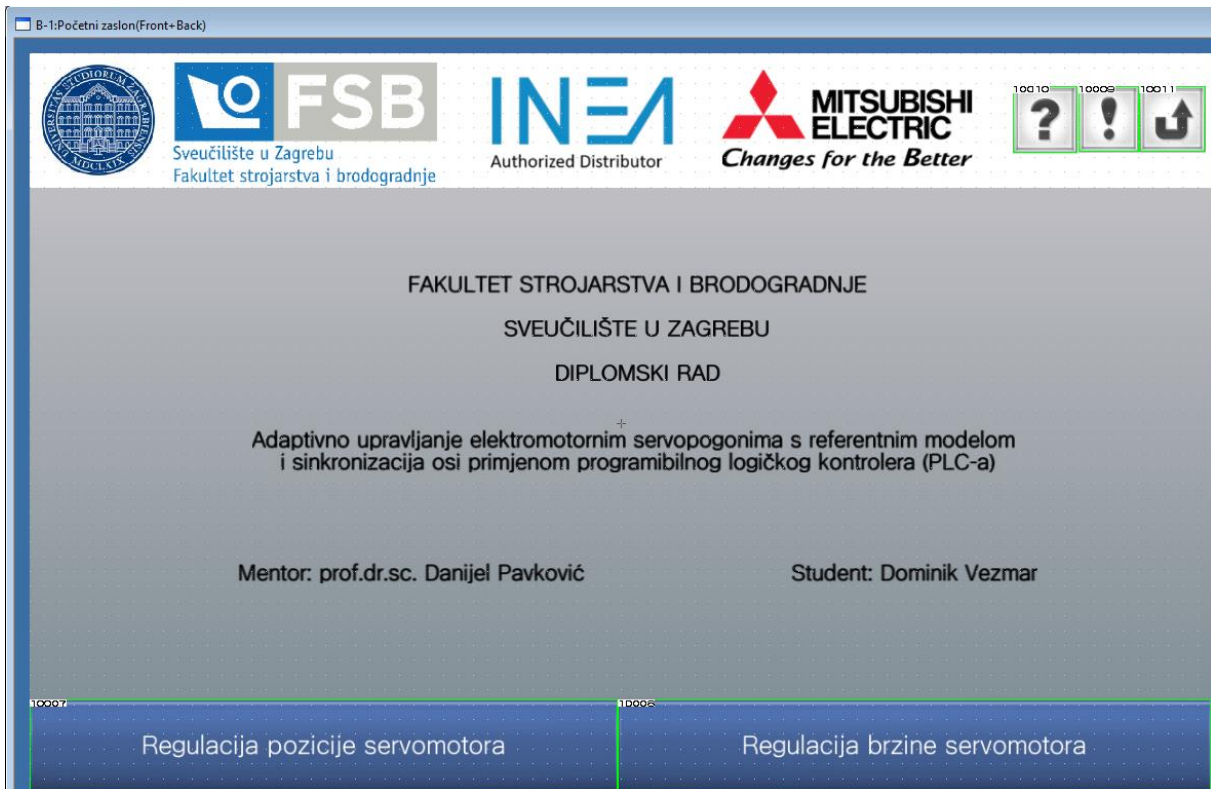 B-1:Početni zaslon(Front+Back)
FSB
Sveučilište u Zagrebu
Fakultet strojarstva i brodogradnje
INEA
Authorized Distributor
MITSUBISHI
ELECTRIC
Changes for the Better
10010 10009 10011
? !
FAKULTET STROJARSTVA I BRODOGRADNJE
SVEUČILIŠTE U ZAGREBU
DIPLOMSKI RAD
Adaptivno upravljanje elektromotornim servopogonima s referentnim modelom
i sinkronizacija osi primjenom programibilnog logičkog kontrolera (PLC-a)
Mentor: prof.dr.sc. Danijel Pavković
Student: Dominik Vezmar
10007
Regulacija pozicije servomotora
Regulacija brzine servomotora